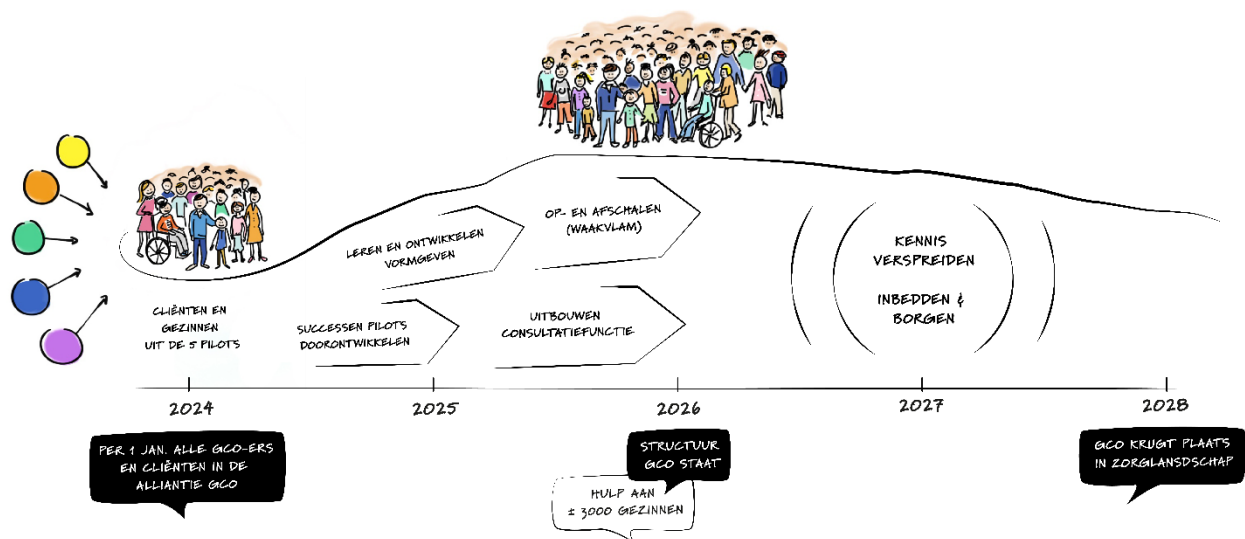 CLIËNTEN EN
GEZINNEN
UIT DE 5 PILOTS
LEREN EN ONTWIKKELEN
VORMGEVEN
SUCCESSEN PILOTS
DOORONTWIKKELEN
OP- EN AFSCHALEN
(WAAKVLAM)
UITBOUWEN
CONSULTATIEFUNCTIE
KENNIS
VERSPREIDEN
INBEDDEN &
BORGEN
2024
2025
2026
2027
2028
PER 1 JAN. ALLE GCO-ERS
EN CLIËNTEN IN DE
ALLIANTIE GCO
STRUCTUUR
GCO STAAT
HULP AAN
± 3000 GEZINNEN
GCO KRIJGT PLAATS
IN ZORGLANSDSCHAP